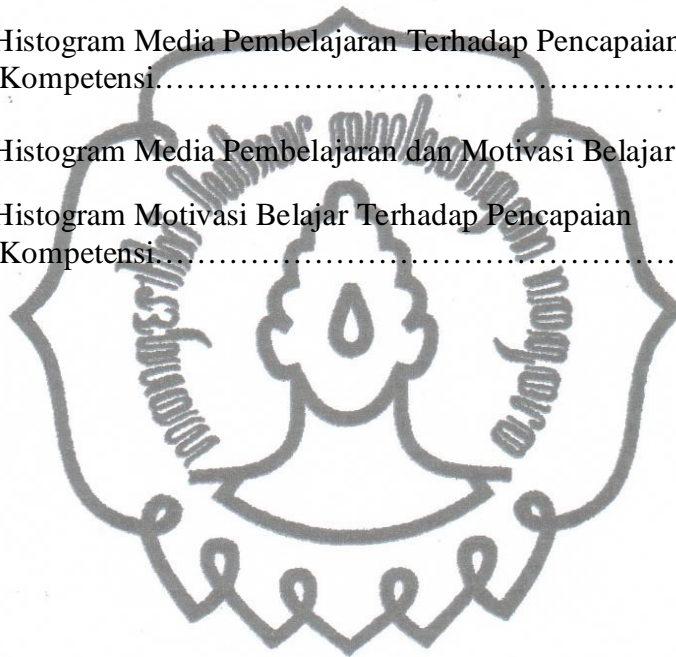 Histogram Media Pembelajaran Terhadap Pencapaian
Kompetensi………………………………………
Histogram Media Pembelajaran dan Motivasi Belajar
Histogram Motivasi Belajar Terhadap Pencapaian
Kompetensi………………………………………